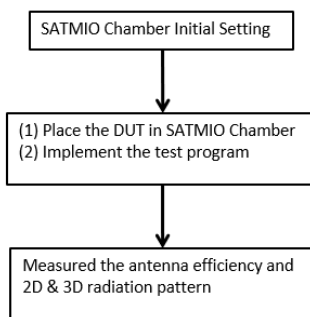 SATMIO Chamber Initial Setting
(1) Place the DUT in SATMIO Chamber
(2) Implement the test program
Measured the antenna efficiency and
2D & 3D radiation pattern